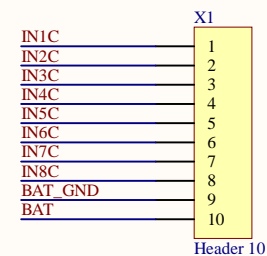 X1
IN1C 1
IN2C 2
IN3C 3
IN4C 4
IN5C 5
IN6C 6
IN7C 7
IN8C 8
BAT_GND 9
BAT 10
Header 10